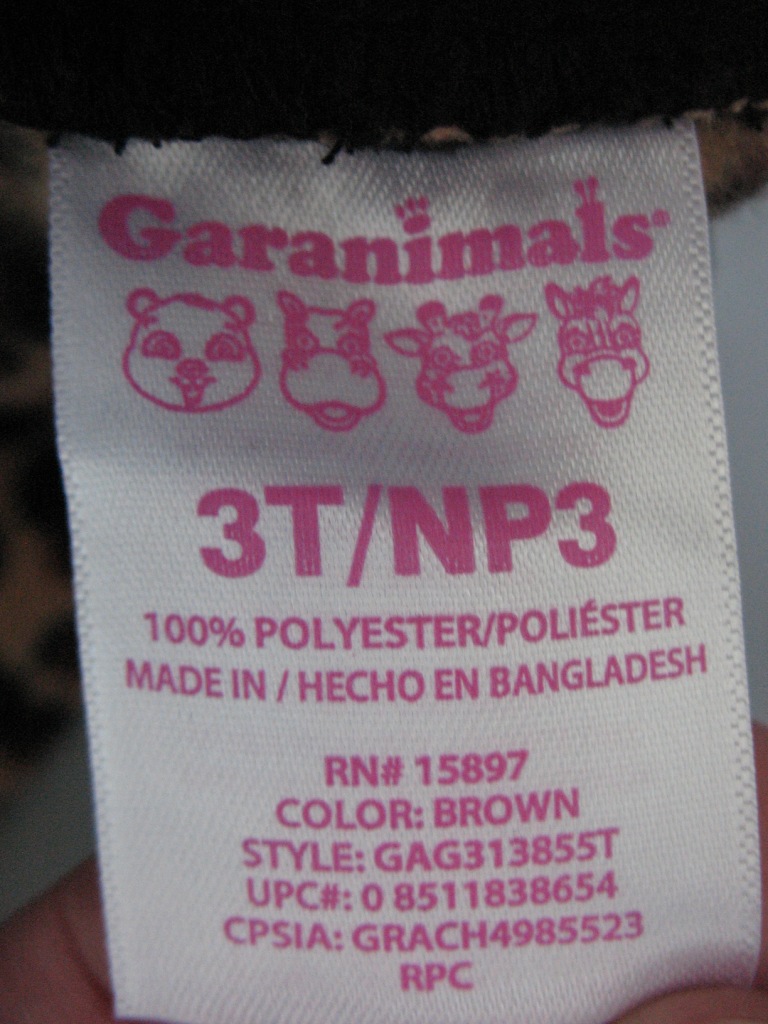 Garanimals®
3T/NP3
100% POLYESTER/POLIÉSTER
MADE IN / HECHO EN BANGLADESH
RN# 15897
COLOR: BROWN
STYLE: GAG313855T
UPC#: 0 8511838654
CPSIA: GRACH4985523
RPC